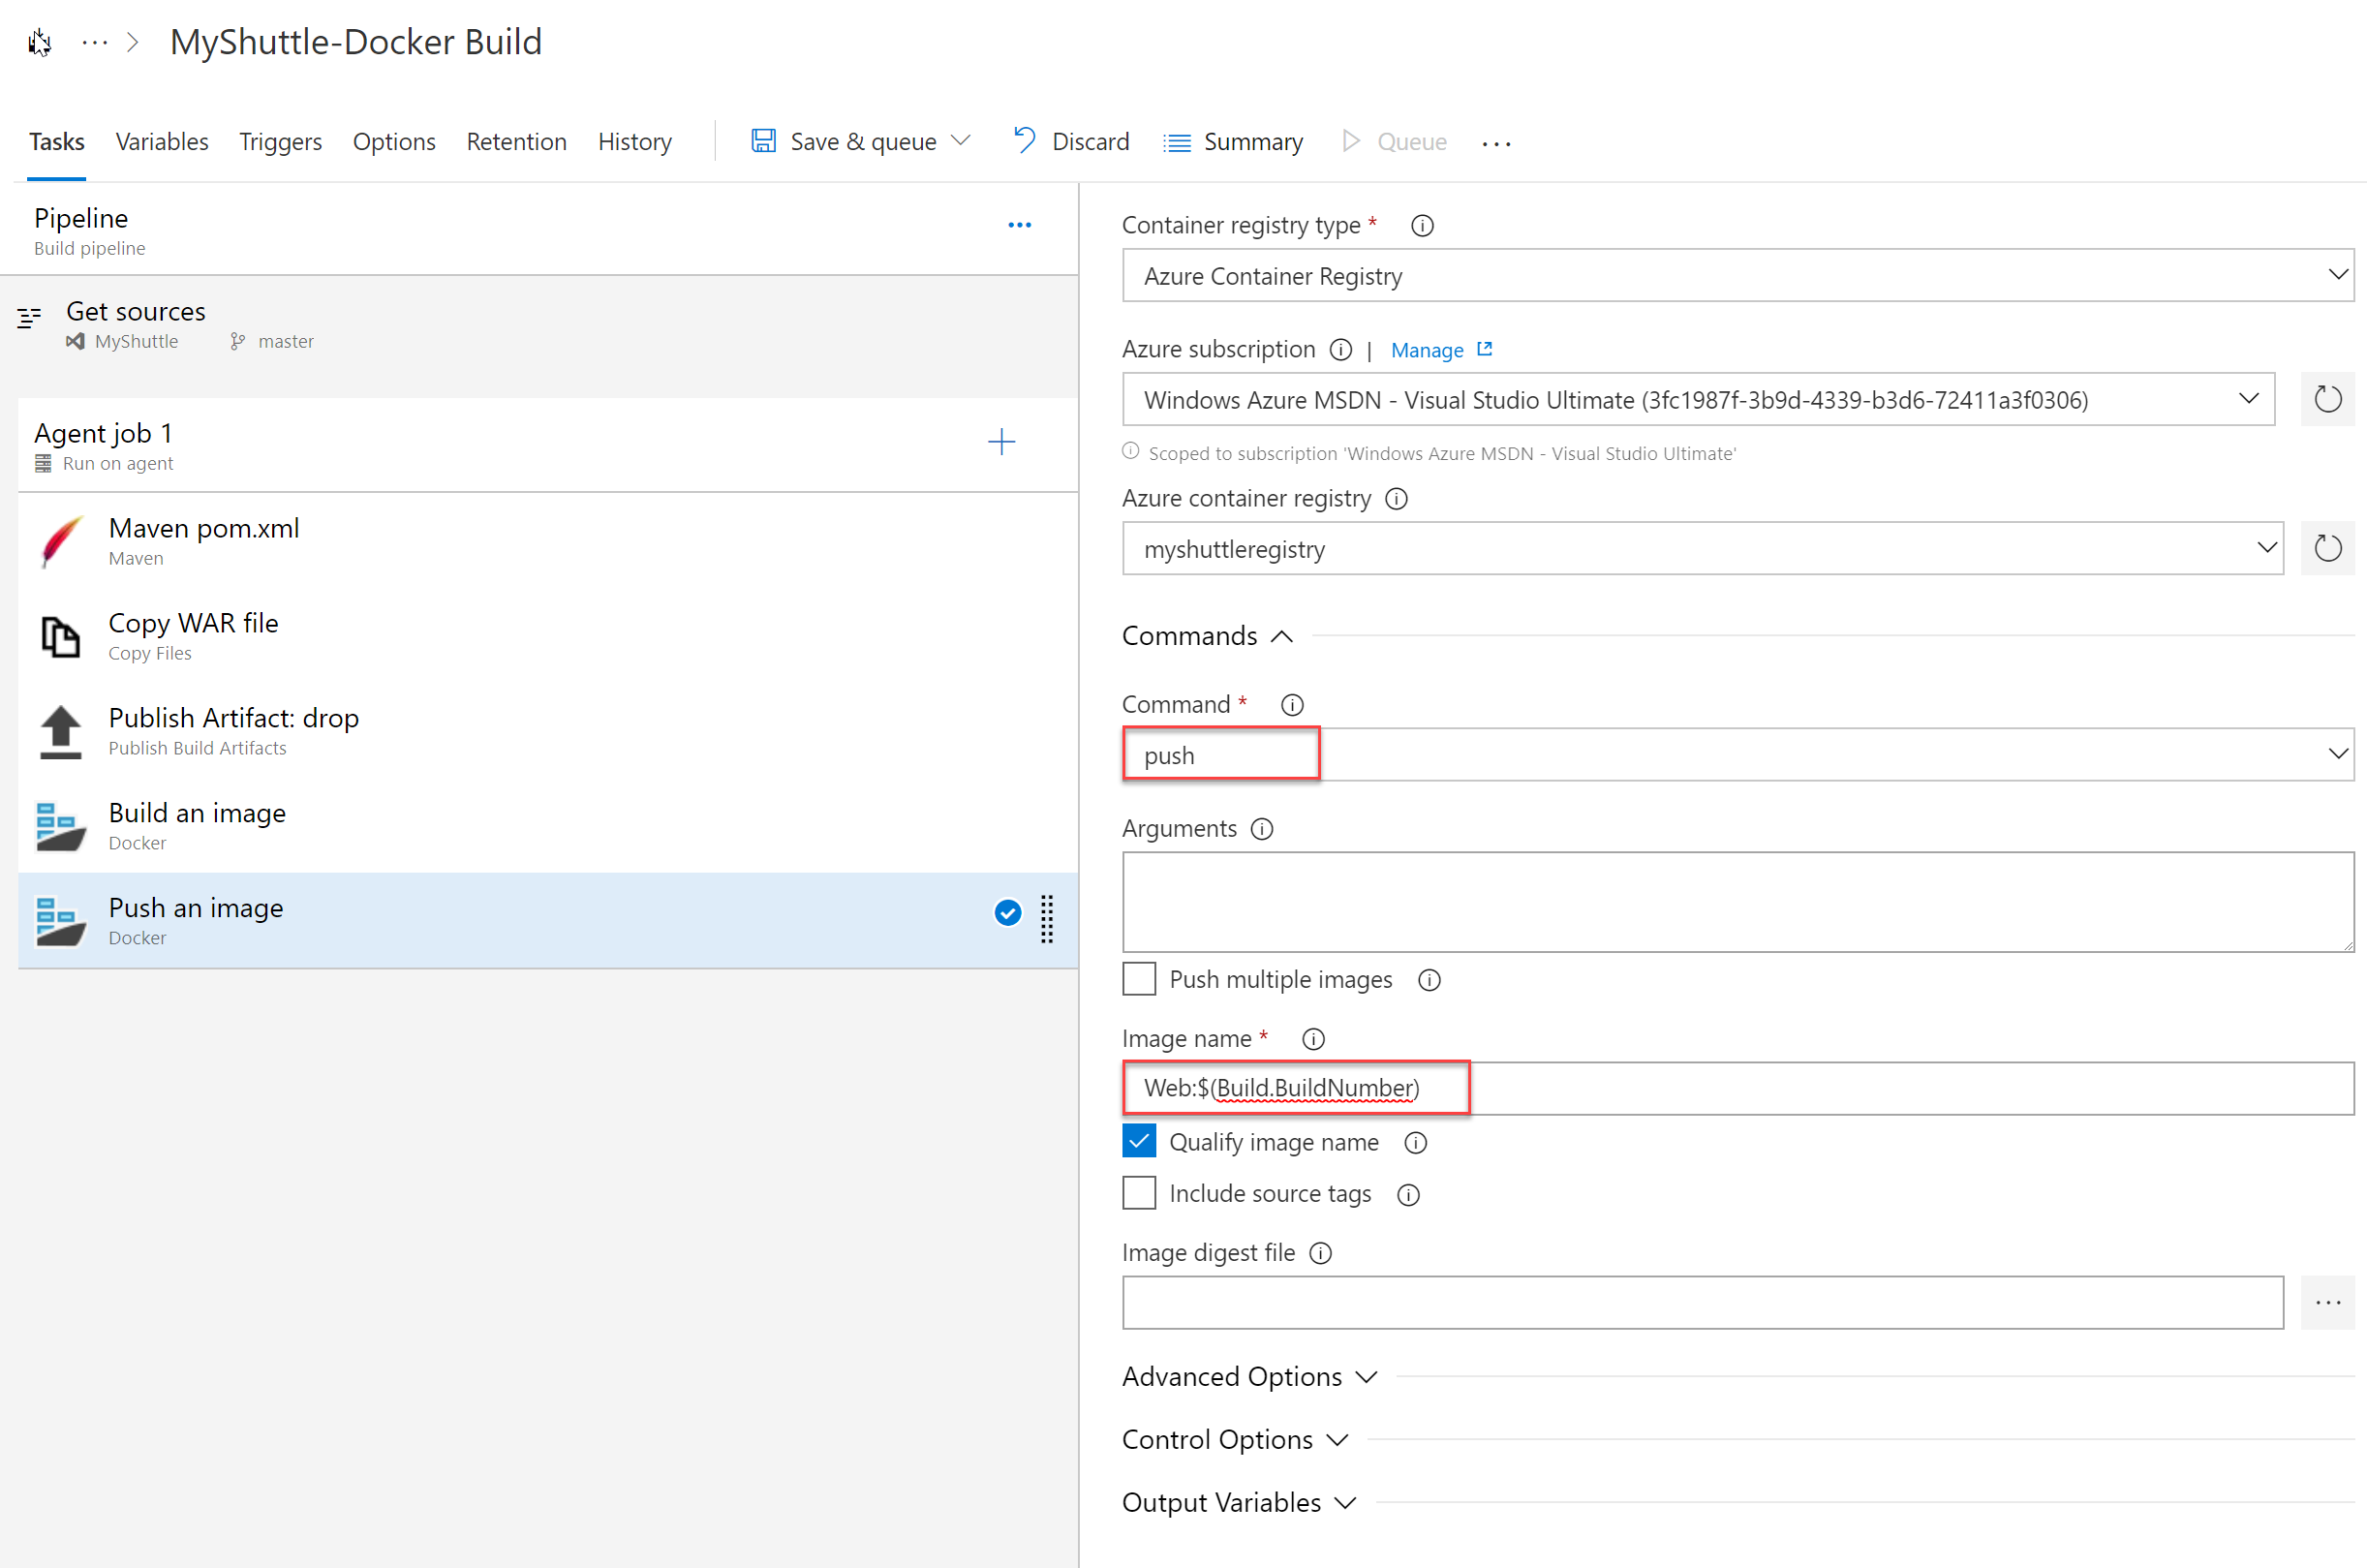 ··· > MyShuttle-Docker Build
Tasks Variables Triggers Options Retention History Save & queue Discard Summary Queue ···
Pipeline
Build pipeline
Get sources
MyShuttle master
Agent job 1
Run on agent
Maven pom.xml
Maven
Copy WAR file
Copy Files
Publish Artifact: drop
Publish Build Artifacts
Build an image
Docker
Push an image
Docker
Container registry type *
Azure Container Registry
Azure subscription | Manage
Windows Azure MSDN - Visual Studio Ultimate (3fc1987f-3b9d-4339-b3d6-72411a3f0306)
Scoped to subscription 'Windows Azure MSDN - Visual Studio Ultimate'
Azure container registry
myshuttleregistry
Commands
Command *
push
Arguments
Push multiple images
Image name *
Web:$(Build.BuildNumber)
Qualify image name
Include source tags
Image digest file
Advanced Options
Control Options
Output Variables